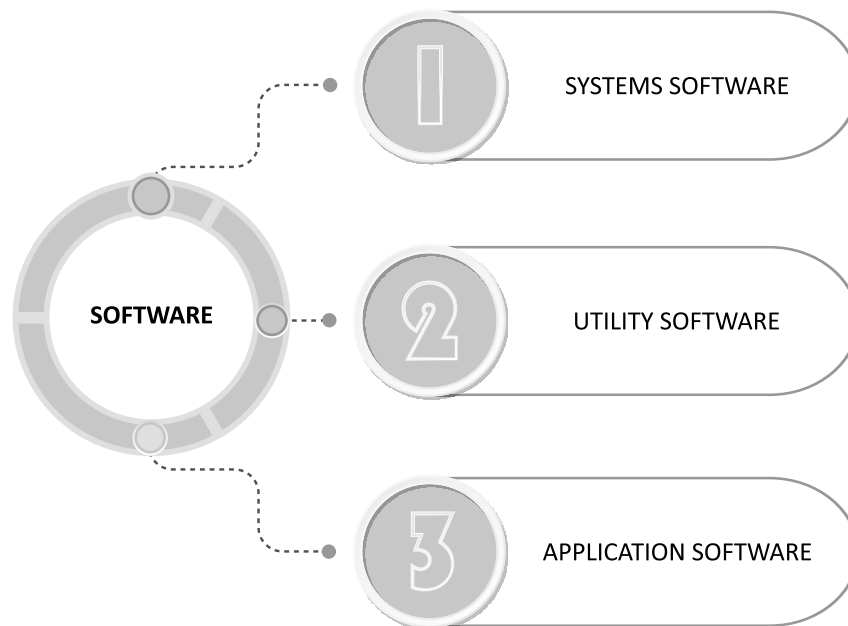 SOFTWARE
1
SYSTEMS SOFTWARE
2
UTILITY SOFTWARE
3
APPLICATION SOFTWARE